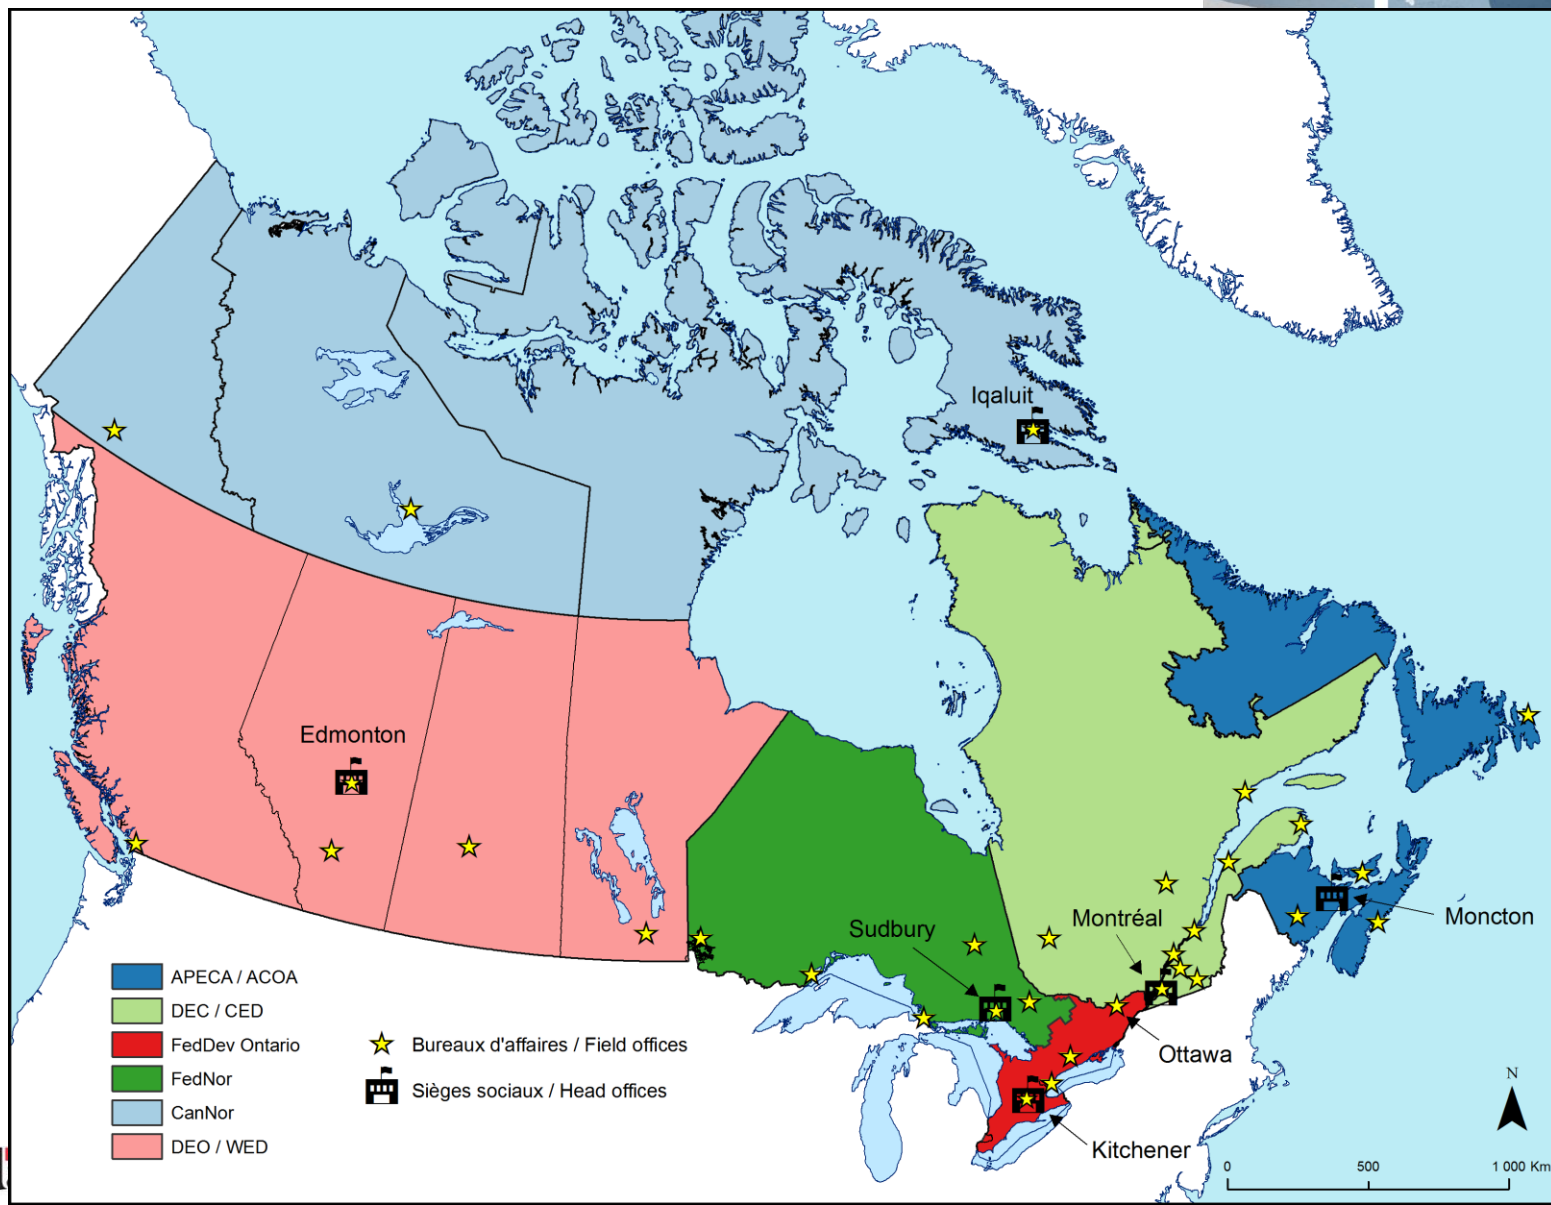 Iqaluit
Edmonton
Sudbury
Montréal
Moncton
Ottawa
Kitchener
APECA / ACOA
DEC / CED
FedDev Ontario
FedNor
CanNor
DEO / WED
Bureaux d'affaires / Field offices
Sièges sociaux / Head offices
N
0 500 1 000 Km